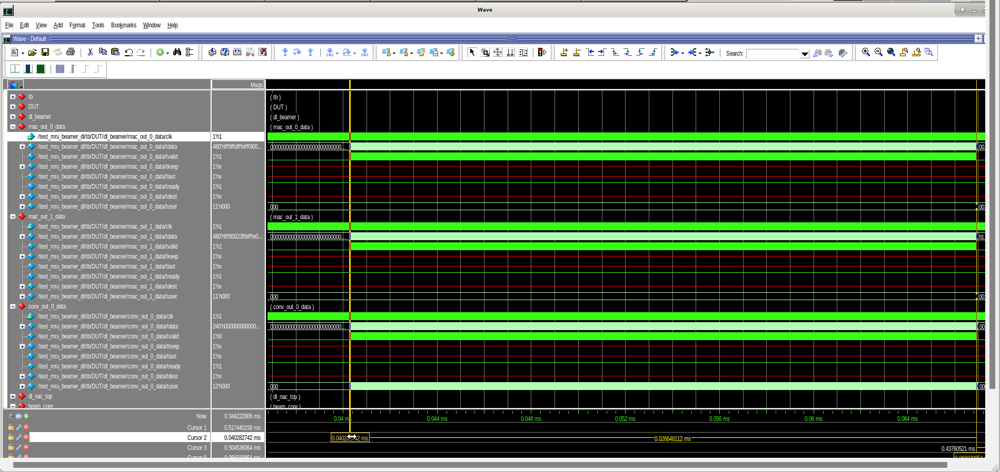 Wave
File Edit View Add Format Tools Bookmarks Window Help
Wave - Default
Search:
Msgs
tb
( tb )
DUT
( DUT )
dl_beamer
( dl_beamer )
mac_out_0_data
( mac_out_0_data )
/test_mru_beamer_dl/tb/DUT/dl_beamer/mac_out_0_data/clk 1'h1
/test_mru_beamer_dl/tb/DUT/dl_beamer/mac_out_0_data/tdata 480'hfff9ffdfffefff900... 00.
/test_mru_beamer_dl/tb/DUT/dl_beamer/mac_out_0_data/tvalid 1'h1
/test_mru_beamer_dl/tb/DUT/dl_beamer/mac_out_0_data/tkeep 1'hx
/test_mru_beamer_dl/tb/DUT/dl_beamer/mac_out_0_data/tlast 1'hx
/test_mru_beamer_dl/tb/DUT/dl_beamer/mac_out_0_data/tready 1'h1
/test_mru_beamer_dl/tb/DUT/dl_beamer/mac_out_0_data/tdest 1'hx
/test_mru_beamer_dl/tb/DUT/dl_beamer/mac_out_0_data/tuser 11'h000 000 00
mac_out_1_data
( mac_out_1_data )
/test_mru_beamer_dl/tb/DUT/dl_beamer/mac_out_1_data/clk 1'h1
/test_mru_beamer_dl/tb/DUT/dl_beamer/mac_out_1_data/tdata 480'hfff80023ffbfffe0... fd.
/test_mru_beamer_dl/tb/DUT/dl_beamer/mac_out_1_data/tvalid 1'h1
/test_mru_beamer_dl/tb/DUT/dl_beamer/mac_out_1_data/tkeep 1'hx
/test_mru_beamer_dl/tb/DUT/dl_beamer/mac_out_1_data/tlast 1'hx
/test_mru_beamer_dl/tb/DUT/dl_beamer/mac_out_1_data/tready 1'h1
/test_mru_beamer_dl/tb/DUT/dl_beamer/mac_out_1_data/tdest 1'hx
/test_mru_beamer_dl/tb/DUT/dl_beamer/mac_out_1_data/tuser 11'h000 000 00
conv_out_0_data
( conv_out_0_data )
/test_mru_beamer_dl/tb/DUT/dl_beamer/conv_out_0_data/clk 1'h1
/test_mru_beamer_dl/tb/DUT/dl_beamer/conv_out_0_data/tdata 240'h000000000000... 00
/test_mru_beamer_dl/tb/DUT/dl_beamer/conv_out_0_data/tvalid 1'h0
/test_mru_beamer_dl/tb/DUT/dl_beamer/conv_out_0_data/tkeep 1'hx
/test_mru_beamer_dl/tb/DUT/dl_beamer/conv_out_0_data/tlast 1'hx
/test_mru_beamer_dl/tb/DUT/dl_beamer/conv_out_0_data/tready 1'h1
/test_mru_beamer_dl/tb/DUT/dl_beamer/conv_out_0_data/tdest 1'hx
/test_mru_beamer_dl/tb/DUT/dl_beamer/conv_out_0_data/tuser 12'h000 000 00
dl_nac_top
( dl_nac_top )
beam_core
( beam_core )
Now 0.344222006 ms
0.04 ms 0.044 ms 0.048 ms 0.052 ms 0.056 ms 0.06 ms 0.064 ms
Cursor 1 0.517440158 ms
Cursor 2 0.040282742 ms
0.026648112 ms
Cursor 3 0.504536064 ms
0.43760521 ms
Cursor 6 0.066930854 ms